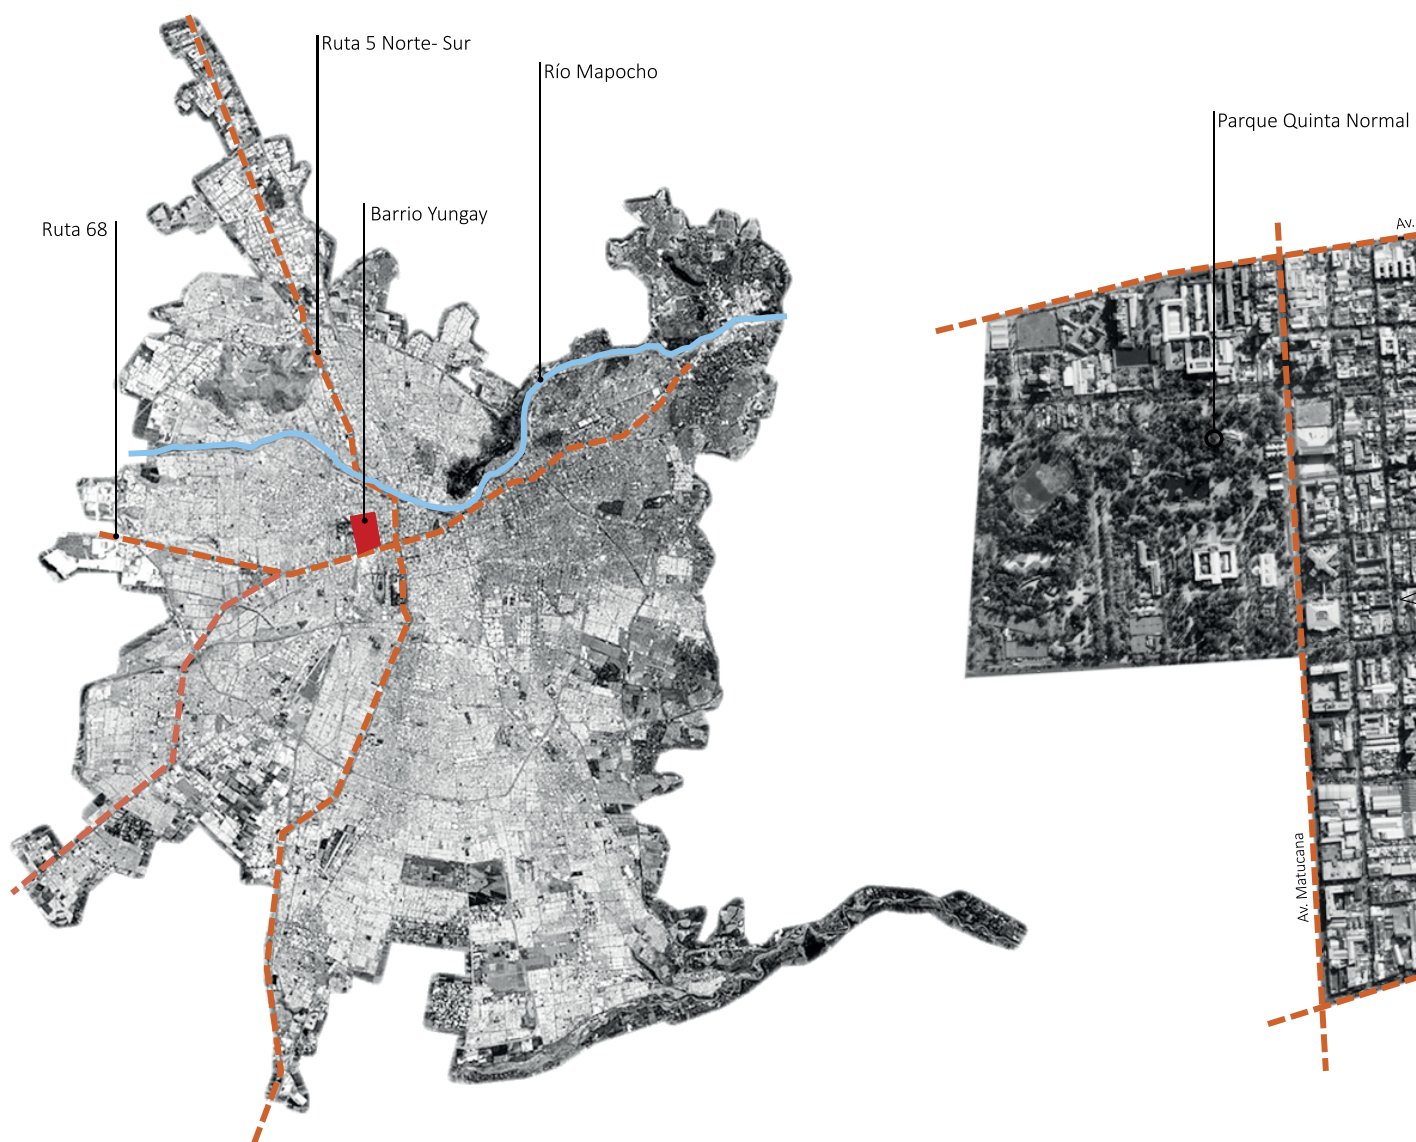 Ruta 5 Norte- Sur
Río Mapocho
Parque Quinta Normal
Barrio Yungay
Ruta 68
Av.
Av. Matucana